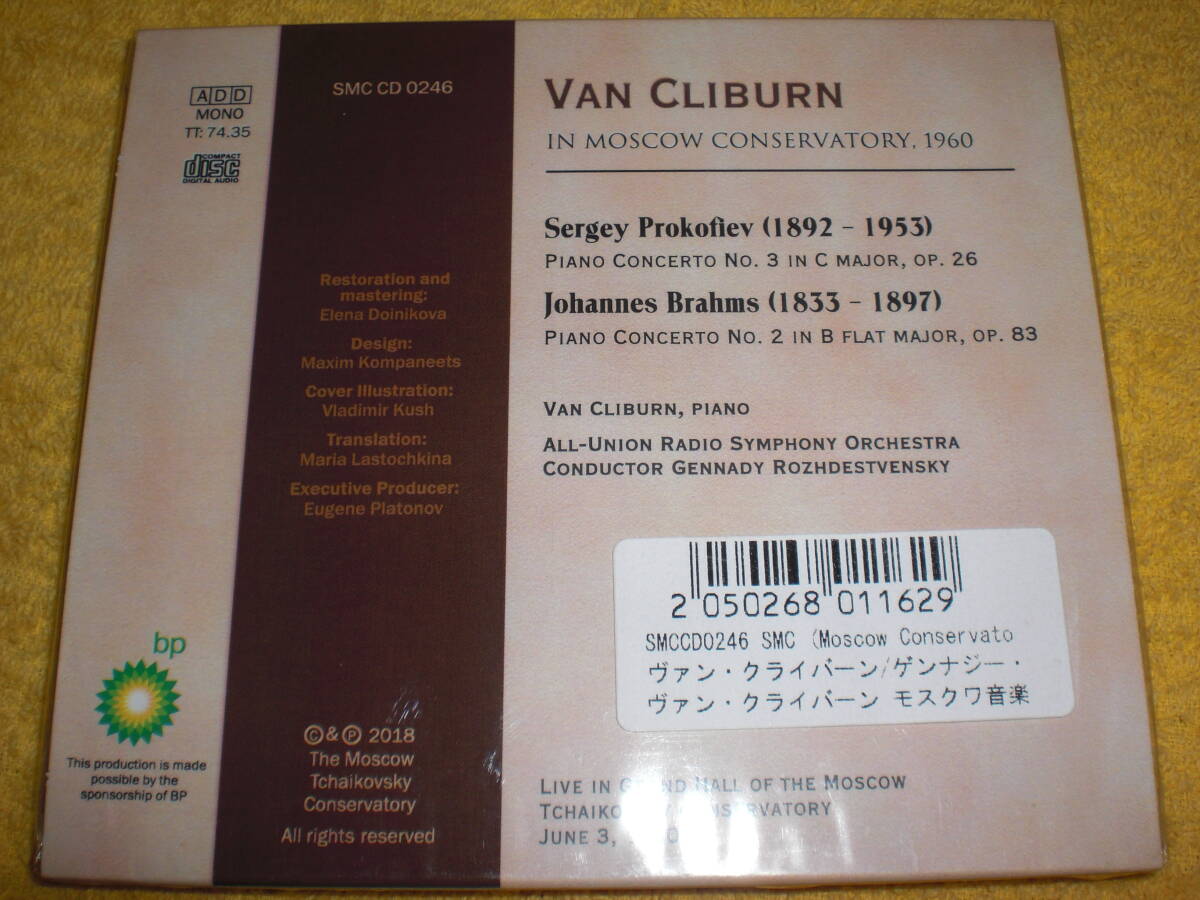 ADD
MONO
TT: 74.35
COMPACT
disc
DIGITAL AUDIO
SMC CD 0246
Restoration and
mastering:
Elena Doinikova
Design:
Maxim Kompaneets
Cover Illustration:
Vladimir Kush
Translation:
Maria Lastochkina
Executive Producer:
Eugene Platonov
©&℗ 2018
The Moscow
Tchaikovsky
Conservatory
All rights reserved
bp
This production is made
possible by the
sponsorship of BP
VAN CLIBURN
IN MOSCOW CONSERVATORY, 1960
Sergey Prokofiev (1892 – 1953)
PIANO CONCERTO NO. 3 IN C MAJOR, OP. 26
Johannes Brahms (1833 – 1897)
PIANO CONCERTO NO. 2 IN B FLAT MAJOR, OP. 83
VAN CLIBURN, PIANO
ALL-UNION RADIO SYMPHONY ORCHESTRA
CONDUCTOR GENNADY ROZHDESTVENSKY
2 050268 011629
SMCCD0246 SMC (Moscow Conservato
ヴァン・クライバーン/ゲンナジー・
ヴァン・クライバーン モスクワ音楽
LIVE IN HALL OF THE MOSCOW
JUNE 3,